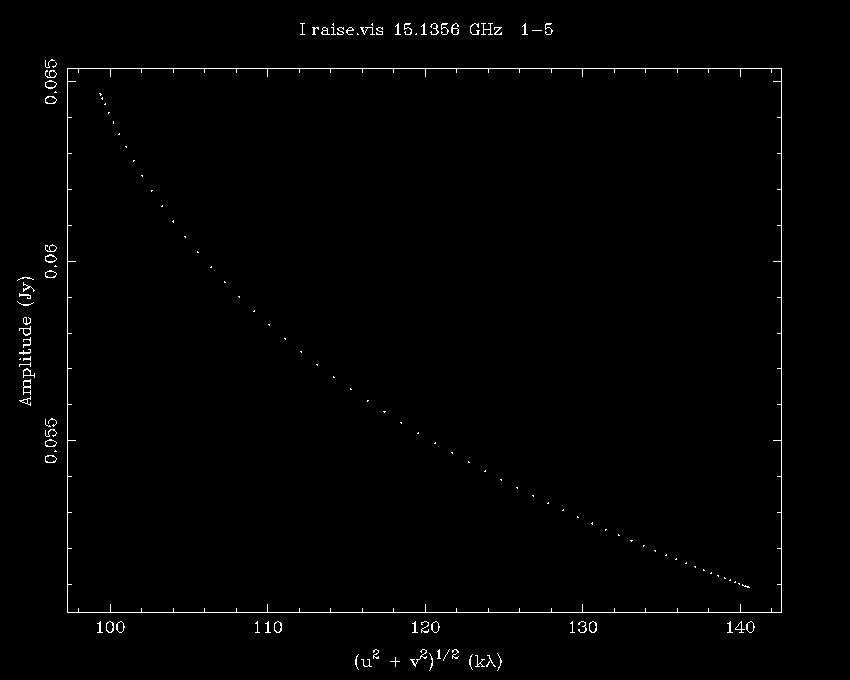 I raise.vis 15.1356 GHz 1-5
0.065
0.06
0.055
Amplitude (Jy)
100 110 120 130 140
(u² + v²)^1/2 (kλ)